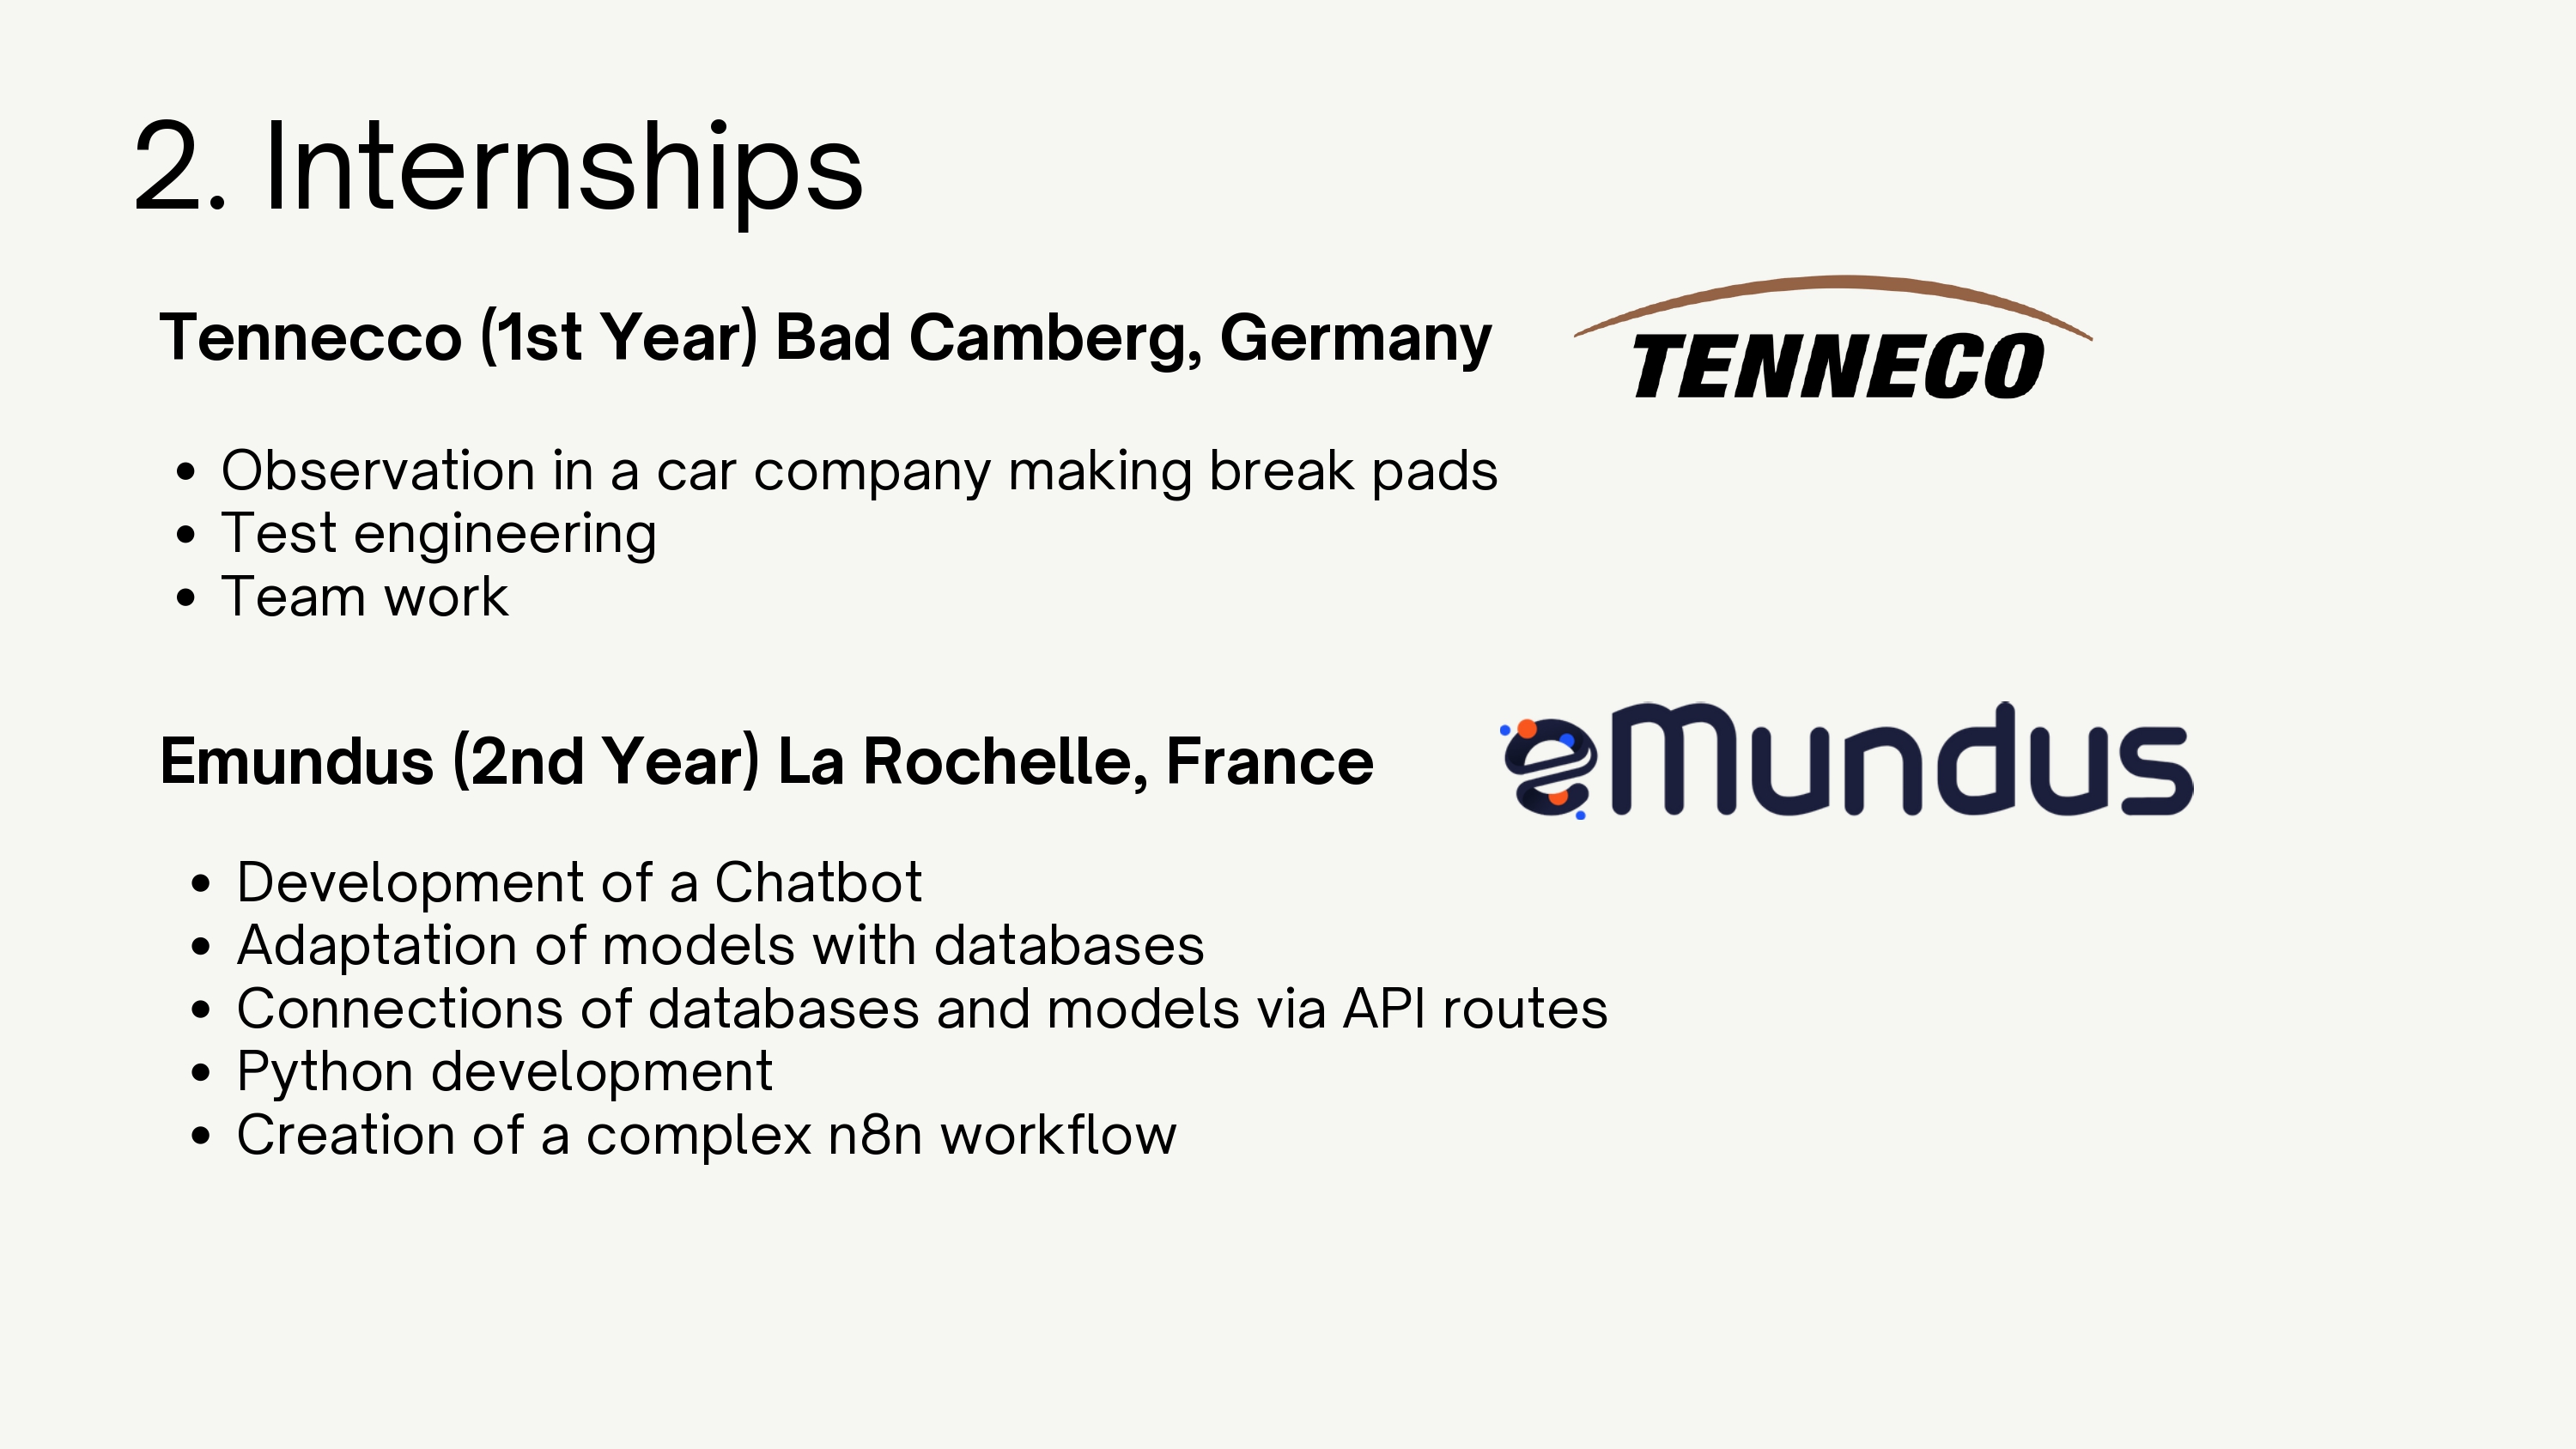 2. Internships
Tennecco (1st Year) Bad Camberg, Germany
TENNECO
• Observation in a car company making break pads
• Test engineering
• Team work
Emundus (2nd Year) La Rochelle, France
eMundus
• Development of a Chatbot
• Adaptation of models with databases
• Connections of databases and models via API routes
• Python development
• Creation of a complex n8n workflow